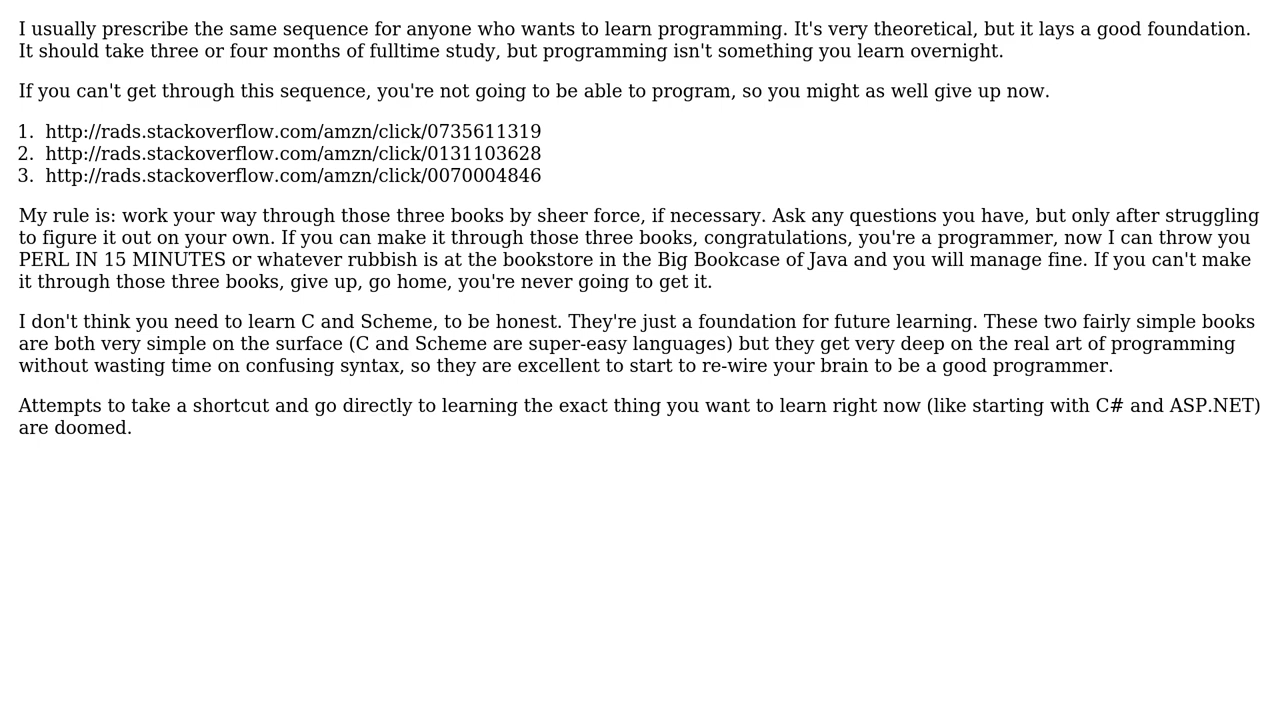 I usually prescribe the same sequence for anyone who wants to learn programming. It's very theoretical, but it lays a good foundation.
It should take three or four months of fulltime study, but programming isn't something you learn overnight.
If you can't get through this sequence, you're not going to be able to program, so you might as well give up now.
1. http://rads.stackoverflow.com/amzn/click/0735611319
2. http://rads.stackoverflow.com/amzn/click/0131103628
3. http://rads.stackoverflow.com/amzn/click/0070004846
My rule is: work your way through those three books by sheer force, if necessary. Ask any questions you have, but only after struggling
to figure it out on your own. If you can make it through those three books, congratulations, you're a programmer, now I can throw you
PERL IN 15 MINUTES or whatever rubbish is at the bookstore in the Big Bookcase of Java and you will manage fine. If you can't make
it through those three books, give up, go home, you're never going to get it.
I don't think you need to learn C and Scheme, to be honest. They're just a foundation for future learning. These two fairly simple books
are both very simple on the surface (C and Scheme are super-easy languages) but they get very deep on the real art of programming
without wasting time on confusing syntax, so they are excellent to start to re-wire your brain to be a good programmer.
Attempts to take a shortcut and go directly to learning the exact thing you want to learn right now (like starting with C# and ASP.NET)
are doomed.